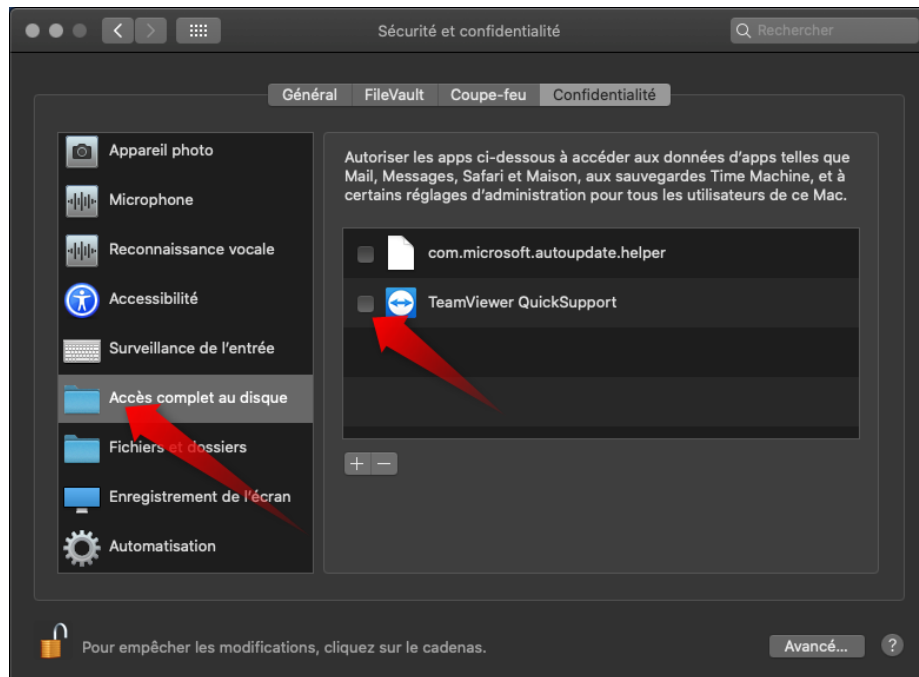 Sécurité et confidentialité
Rechercher
Général FileVault Coupe-feu Confidentialité
Appareil photo
Microphone
Reconnaissance vocale
Accessibilité
Surveillance de l'entrée
Accès complet au disque
Fichiers et dossiers
Enregistrement de l'écran
Automatisation
Autoriser les apps ci-dessous à accéder aux données d'apps telles que
Mail, Messages, Safari et Maison, aux sauvegardes Time Machine, et à
certains réglages d'administration pour tous les utilisateurs de ce Mac.
com.microsoft.autoupdate.helper
TeamViewer QuickSupport
+ −
Pour empêcher les modifications, cliquez sur le cadenas.
Avancé... ?